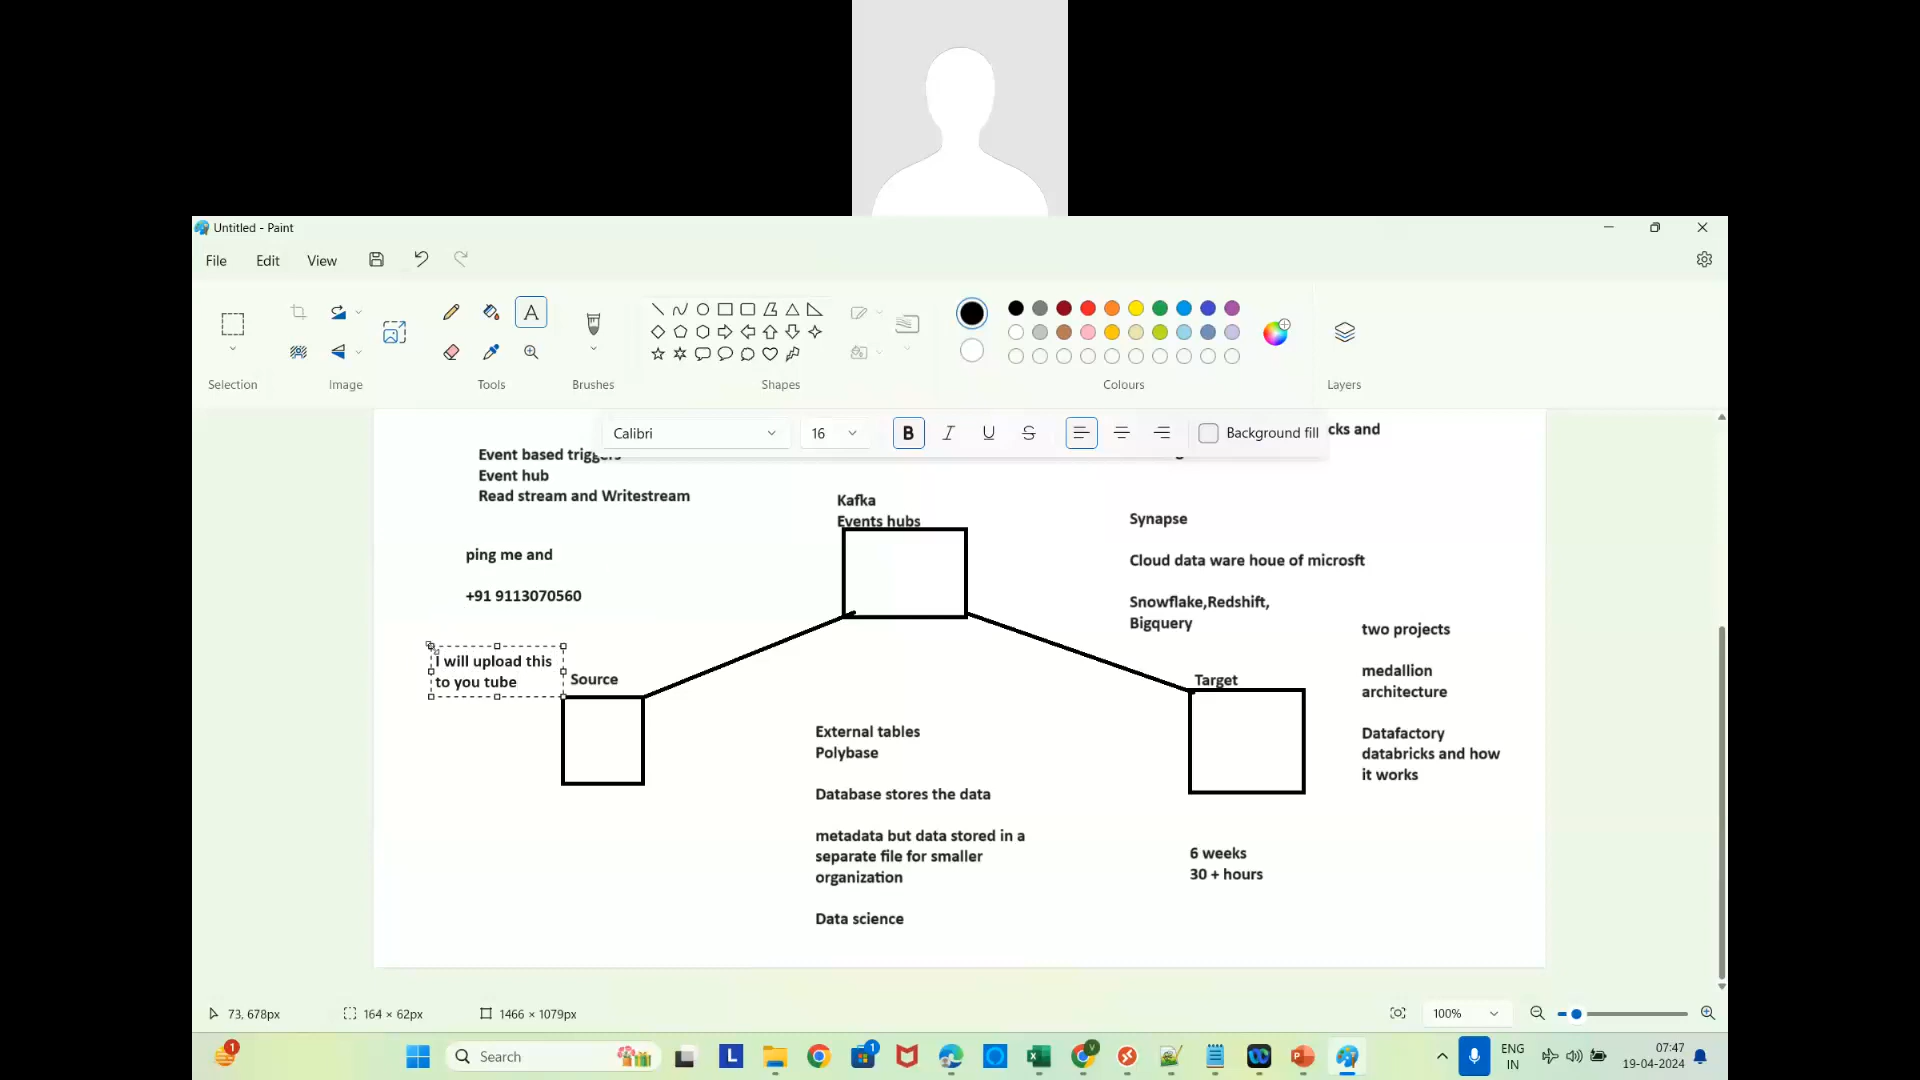 Untitled - Paint
File Edit View
Selection
Image
Tools
Brushes
Shapes
Colours
Layers
Calibri
16
B I U S
Background fill
cks and
Event based triggers
Event hub
Read stream and Writestream
ping me and
+91 9113070560
I will upload this
to you tube
Source
Kafka
Events hubs
Synapse
Cloud data ware houe of microsft
Snowflake,Redshift,
Bigquery
Target
two projects
medallion
architecture
Datafactory
databricks and how
it works
External tables
Polybase
Database stores the data
metadata but data stored in a
separate file for smaller
organization
Data science
6 weeks
30 + hours
73, 678px
164 × 62px
1466 × 1079px
100%
Search
ENG
IN
07:47
19-04-2024